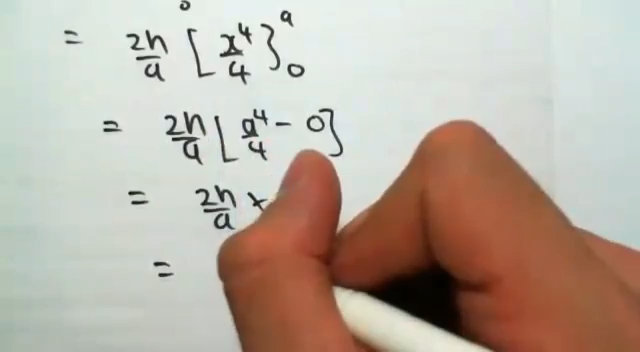 = 2h/a [x⁴/4]₀ᵃ
= 2h/a [a⁴/4 - 0]
= 2h/a ×
=